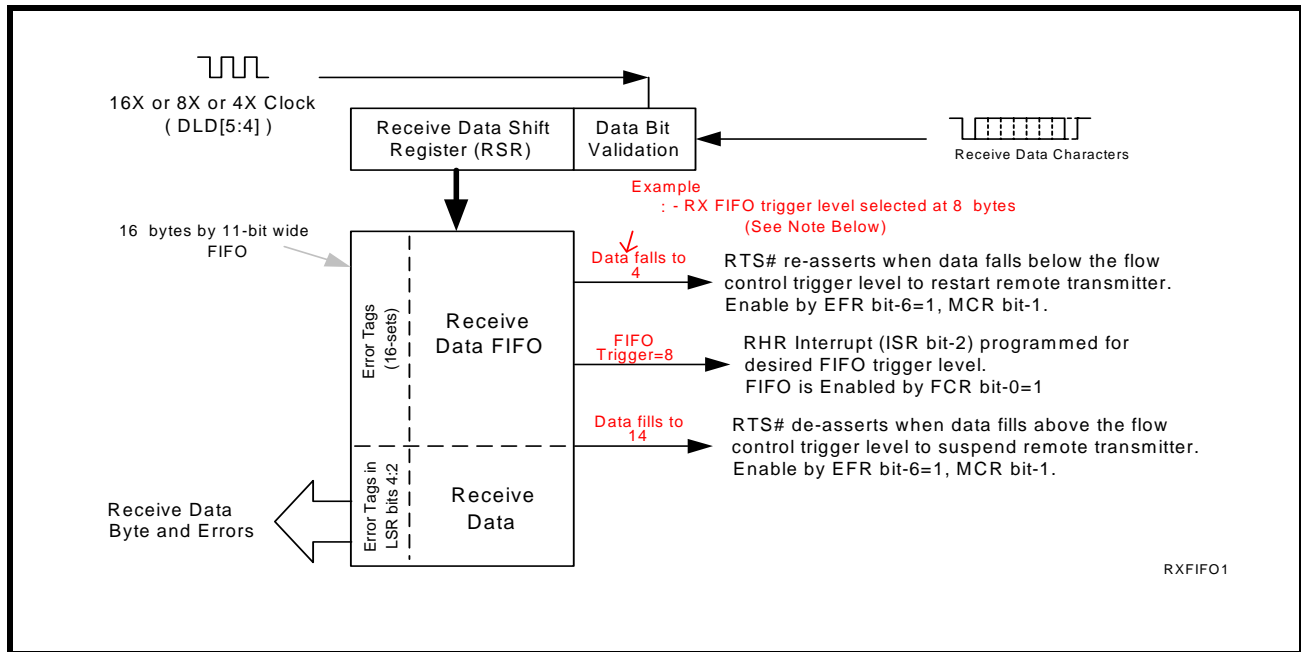 16X or 8X or 4X Clock
( DLD[5:4] )
Receive Data Shift
Register (RSR)
Data Bit
Validation
Receive Data Characters
Example
: - RX FIFO trigger level selected at 8 bytes
(See Note Below)
16 bytes by 11-bit wide
FIFO
Data falls to
4
RTS# re-asserts when data falls below the flow
control trigger level to restart remote transmitter.
Enable by EFR bit-6=1, MCR bit-1.
Error Tags
(16-sets)
Receive
Data FIFO
FIFO
Trigger=8
RHR Interrupt (ISR bit-2) programmed for
desired FIFO trigger level.
FIFO is Enabled by FCR bit-0=1
Data fills to
14
RTS# de-asserts when data fills above the flow
control trigger level to suspend remote transmitter.
Enable by EFR bit-6=1, MCR bit-1.
Error Tags in
LSR bits 4:2
Receive
Data
Receive Data
Byte and Errors
RXFIFO1